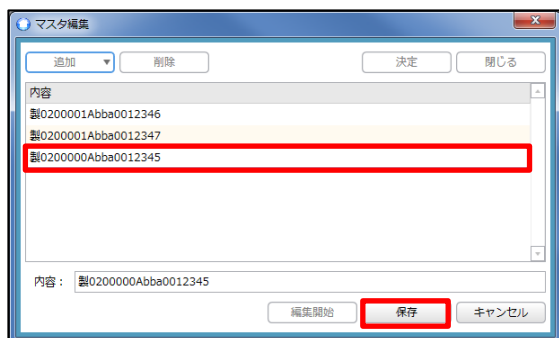 マスタ編集
追加 削除 決定 閉じる
内容
製0200001Abba0012346
製0200001Abba0012347
製0200000Abba0012345
内容： 製0200000Abba0012345
編集開始 保存 キャンセル